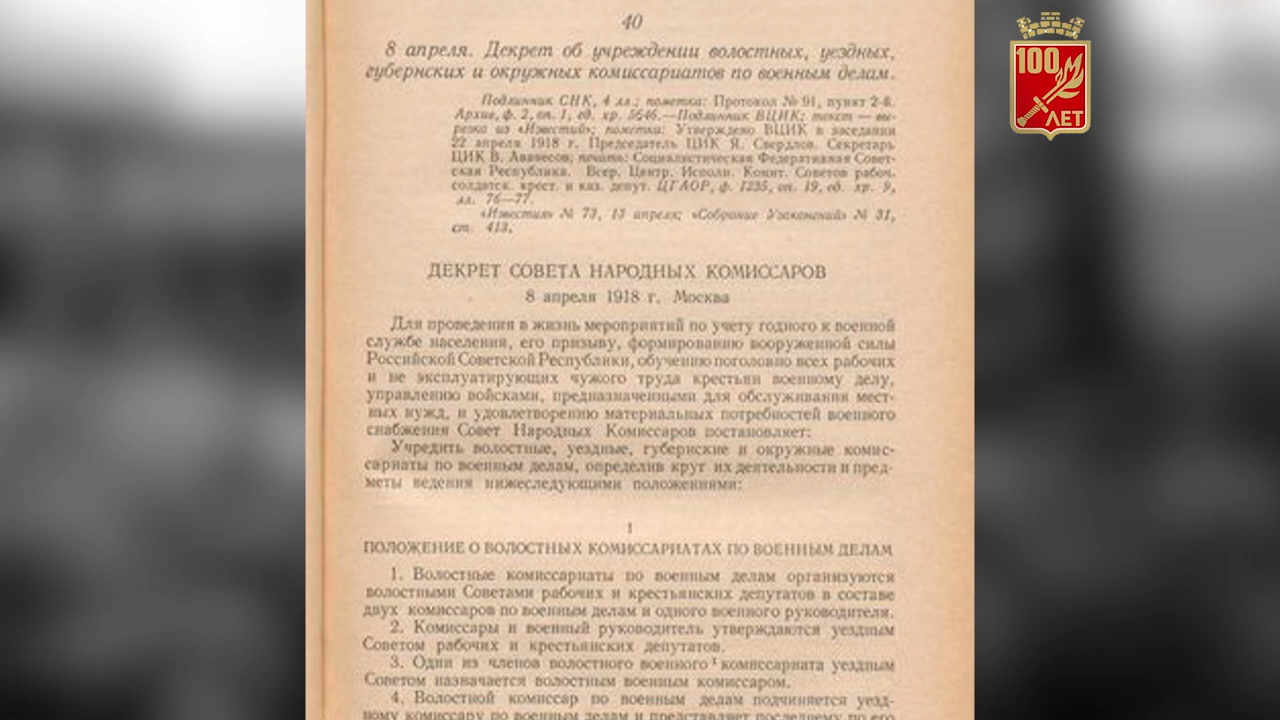 40
8 апреля. Декрет об учреждении волостных, уездных,
губернских и окружных комиссариатов по военным делам.
Подлинник СНК, 4 лл.; пометка: Протокол № 91, пункт 2-й.
Архив, ф. 2, оп. 1, ед. хр. 5646.—Подлинник ВЦИК; текст — вы-
резка из «Известий»; пометка: Утверждено ВЦИК в заседании
22 апреля 1918 г. Председатель ЦИК Я. Свердлов. Секретарь
ЦИК В. Аванесов; печать: Социалистическая Федеративная Совет-
ская Республика. Всер. Центр. Исполн. Комит. Советов рабоч.
солдатск. крест. и каз. депут. ЦГАОР, ф. 1235, оп. 19, ед. хр. 9,
лл. 76—77.
«Известия» № 73, 13 апреля; «Собрание Узаконений» № 31,
ст. 413.
ДЕКРЕТ СОВЕТА НАРОДНЫХ КОМИССАРОВ
8 апреля 1918 г. Москва
Для проведения в жизнь мероприятий по учету годного к военной
службе населения, его призыву, формированию вооруженной силы
Российской Советской Республики, обучению поголовно всех рабочих
и не эксплуатирующих чужого труда крестьян военному делу,
управлению войсками, предназначенными для обслуживания мест-
ных нужд, и удовлетворению материальных потребностей военного
снабжения Совет Народных Комиссаров постановляет:
Учредить волостные, уездные, губернские и окружные комис-
сариаты по военным делам, определив круг их деятельности и пред-
меты ведения нижеследующими положениями:
I
ПОЛОЖЕНИЕ О ВОЛОСТНЫХ КОМИССАРИАТАХ ПО ВОЕННЫМ ДЕЛАМ
1. Волостные комиссариаты по военным делам организуются
волостными Советами рабочих и крестьянских депутатов в составе
двух комиссаров по военным делам и одного военного руководителя.
2. Комиссары и военный руководитель утверждаются уездным
Советом рабочих и крестьянских депутатов.
3. Один из членов волостного военного¹ комиссариата уездным
Советом назначается волостным военным комиссаром.
4. Волостной комиссар по военным делам подчиняется уезд-
ному комиссару по военным делам и представляет последнему по его
100
ЛЕТ